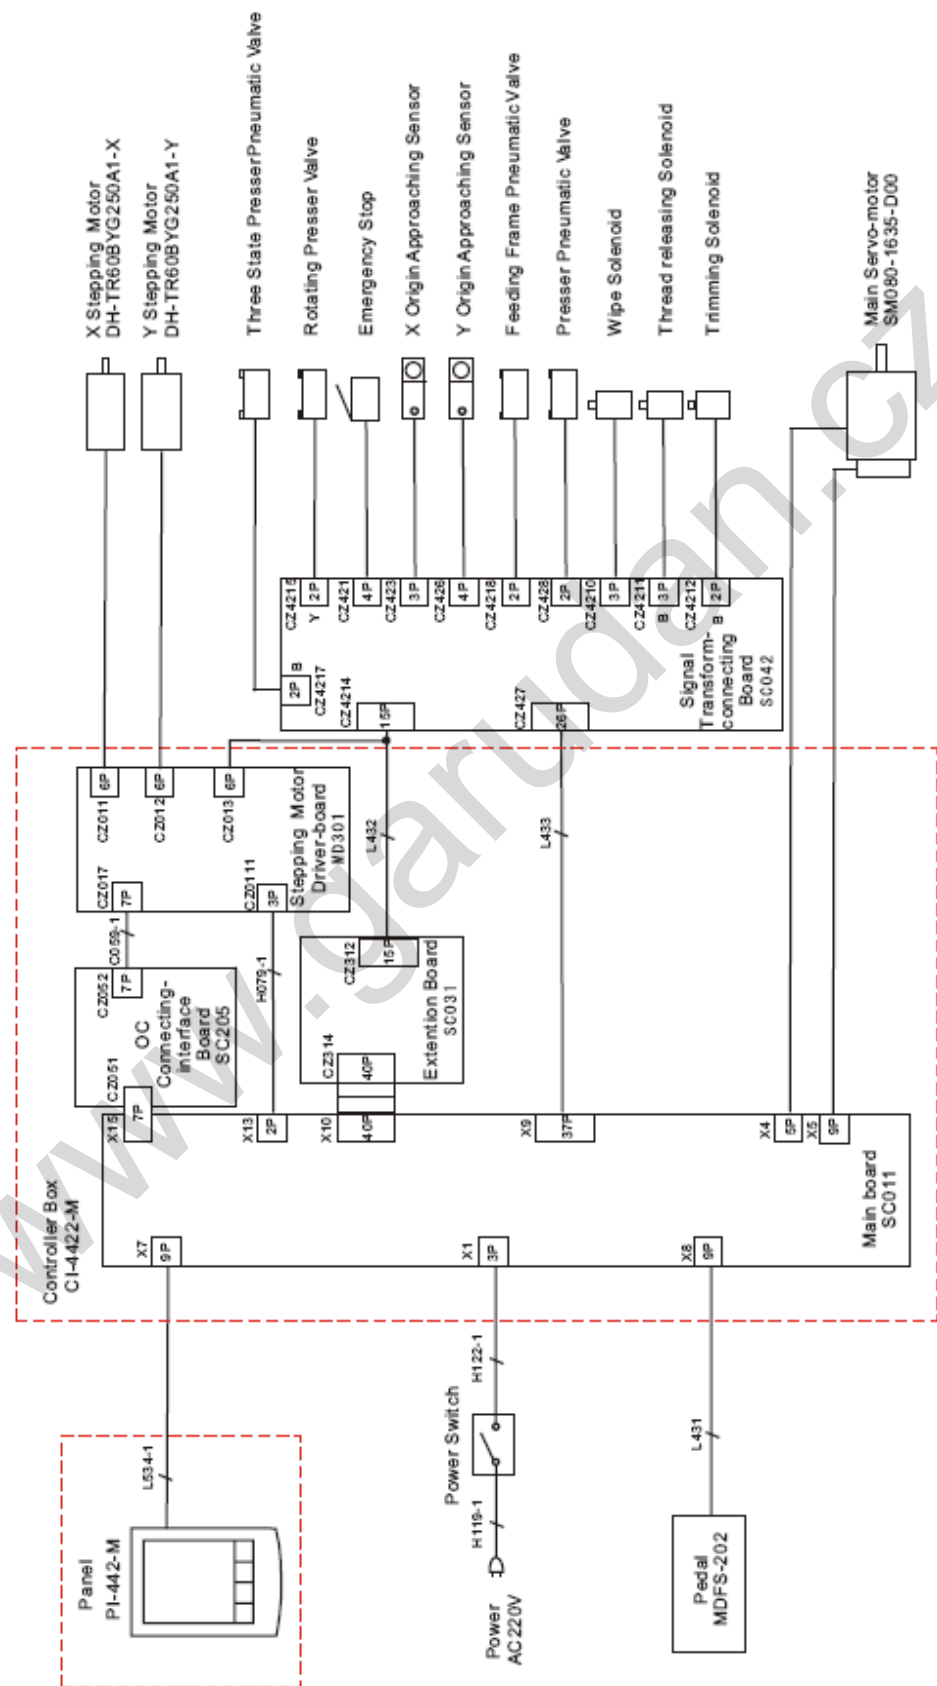 X Stepping Motor
DH-TR60BYG250A1-X
Y Stepping Motor
DH-TR60BYG250A1-Y
Three State PresserPneumatic Valve
Rotating Presser Valve
Emergency Stop
X Origin Approaching Sensor
Y Origin Approaching Sensor
Feeding Frame Pneumatic Valve
Presser Pneumatic Valve
Wipe Solenoid
Thread releasing Solenoid
Trimming Solenoid
Main Servo-motor
SM080-1635-D00
CZ4215
2P
Y
CZ421
4P
CZ423
3P
CZ426
4P
CZ4218
2P
CZ428
2P
CZ4210
3P
CZ4211
3P
B
CZ4212
2P
B
2P
B
CZ4217
CZ4214
15P
CZ427
26P
Signal
Transform-
connecting
Board
SC042
CZ011
6P
CZ012
6P
CZ013
6P
CZ017
7P
CZ0111
3P
Stepping Motor
Driver-board
MD301
L432
L433
C059-1
H079-1
CZ052
7P
CZ051
7P
OC
Connecting-
interface
Board
SC205
CZ312
15P
CZ314
40P
Extention Board
SC031
X15
X13
2P
X10
40P
X9
37P
X4
5P
X5
9P
Main board
SC011
Controller Box
CI-4422-M
X7
9P
X1
3P
X8
9P
L534-1
H122-1
Power Switch
H119-1
L431
Panel
PI-442-M
Power
AC220V
Pedal
MDFS-202
www.garudan.cz